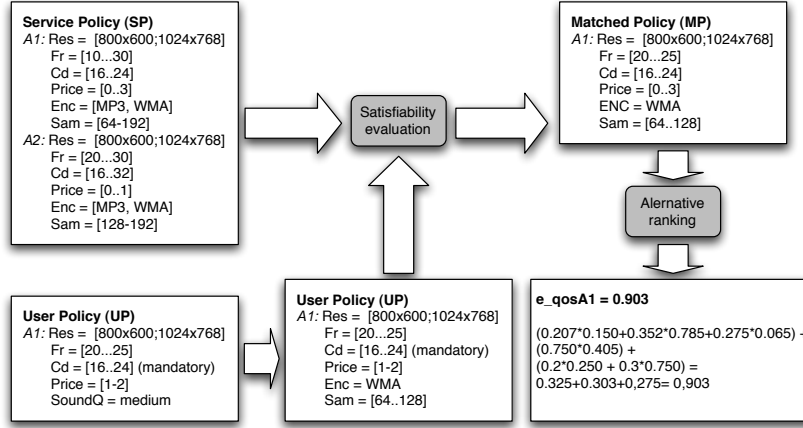 Service Policy (SP)
A1: Res = [800x600;1024x768]
Fr = [10...30]
Cd = [16..24]
Price = [0..3]
Enc = [MP3, WMA]
Sam = [64-192]
A2: Res = [800x600;1024x768]
Fr = [20...30]
Cd = [16..32]
Price = [0..1]
Enc = [MP3, WMA]
Sam = [128-192]
Satisfiability
evaluation
Matched Policy (MP)
A1: Res = [800x600;1024x768]
Fr = [20...25]
Cd = [16..24]
Price = [0..3]
ENC = WMA
Sam = [64..128]
Alernative
ranking
User Policy (UP)
A1: Res = [800x600;1024x768]
Fr = [20...25]
Cd = [16..24] (mandatory)
Price = [1-2]
SoundQ = medium
User Policy (UP)
A1: Res = [800x600;1024x768]
Fr = [20...25]
Cd = [16..24] (mandatory)
Price = [1-2]
Enc = WMA
Sam = [64..128]
e_qosA1 = 0.903
(0.207*0.150+0.352*0.785+0.275*0.065) +
(0.750*0.405) +
(0.2*0.250 + 0.3*0.750) =
0.325+0.303+0,275= 0,903